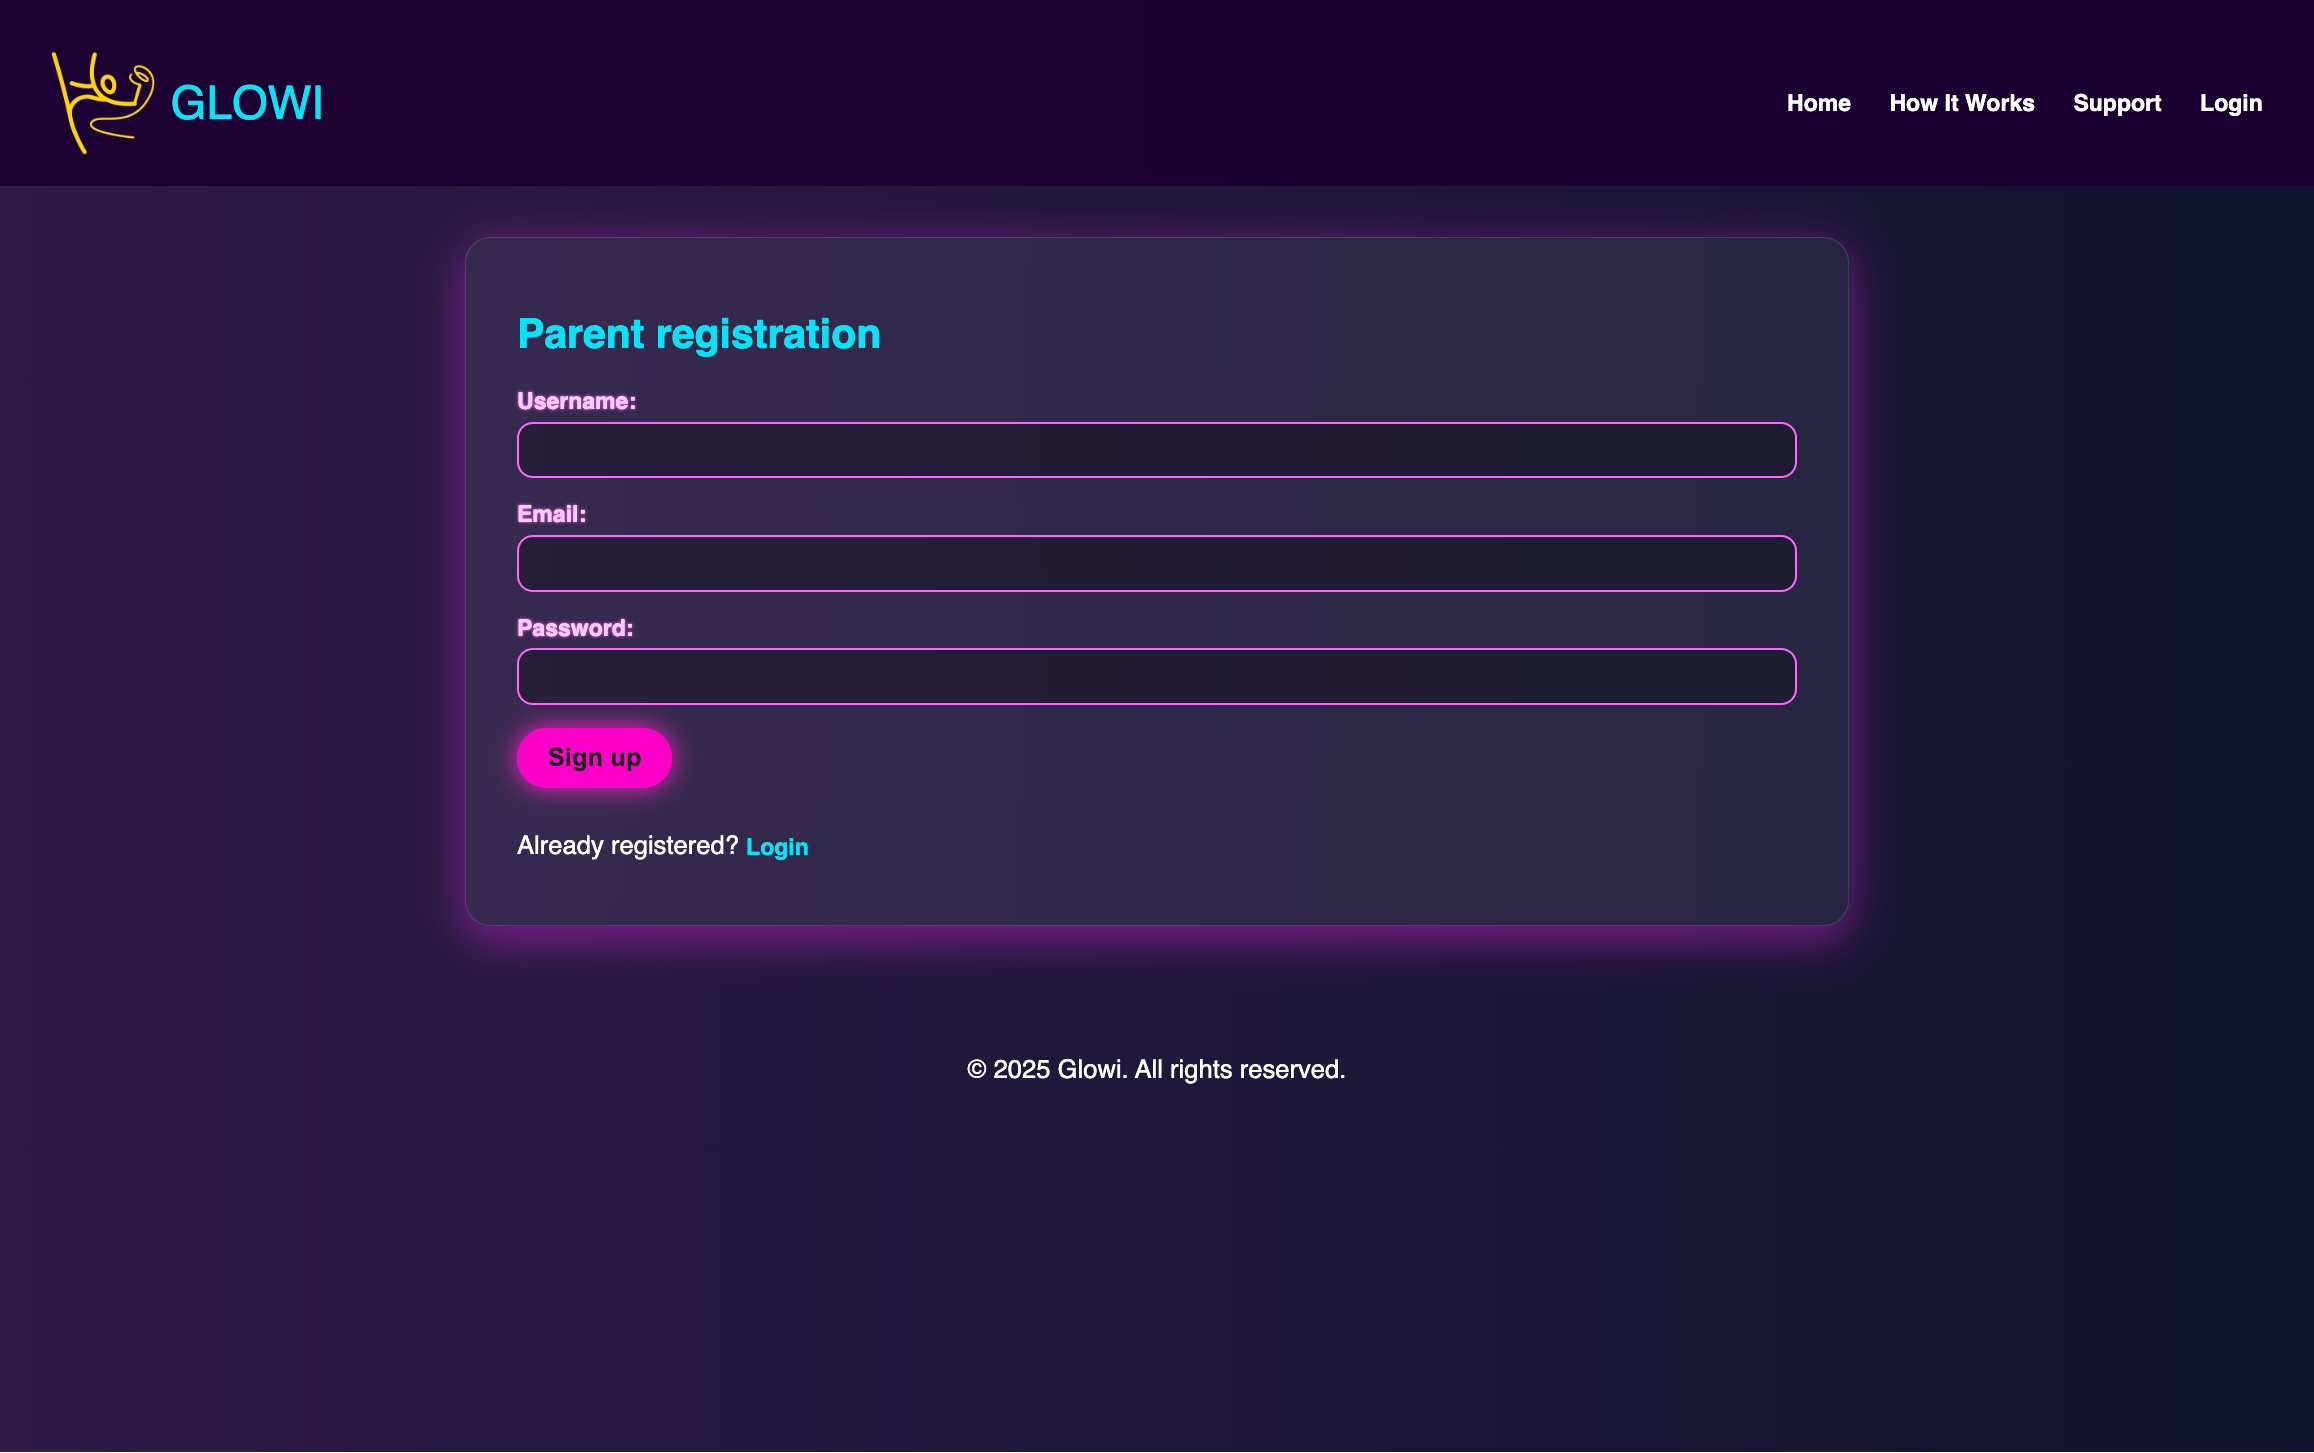 GLOWI
Home How It Works Support Login
Parent registration
Username:
Email:
Password:
Sign up
Already registered? Login
© 2025 Glowi. All rights reserved.